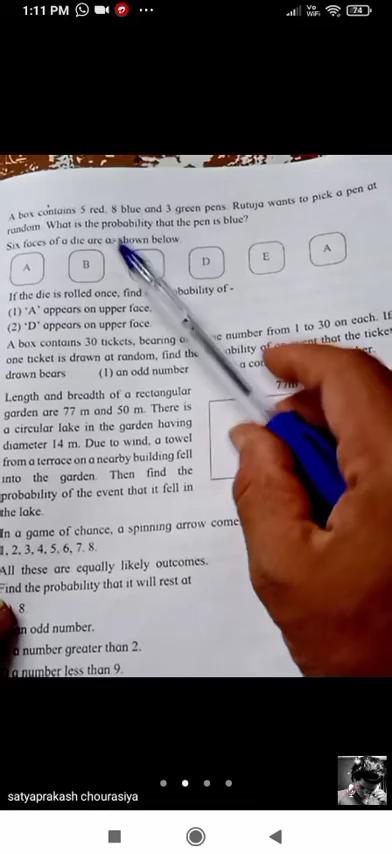 1:11 PM
Vo
WiFi
74
A box contains 5 red, 8 blue and 3 green pens. Rutuja wants to pick a pen at
random. What is the probability that the pen is blue?
Six faces of a die are as shown below
A B D E A
If the die is rolled once, find probability of -
(1) 'A' appears on upper face.
(2) 'D' appears on upper face.
A box contains 30 tickets, bearing number from 1 to 30 on each. If
one ticket is drawn at random, find the of event that the ticket
drawn bears (1) an odd number a
77m
Length and breadth of a rectangular
garden are 77 m and 50 m. There is
a circular lake in the garden having
diameter 14 m. Due to wind, a towel
from a terrace on a nearby building fell
into the garden. Then find the
probability of the event that it fell in
the lake.
In a game of chance, a spinning arrow come
1, 2, 3, 4, 5, 6, 7, 8.
All these are equally likely outcomes.
Find the probability that it will rest at
8.
an odd number.
a number greater than 2.
a number less than 9.
satyaprakash chourasiya